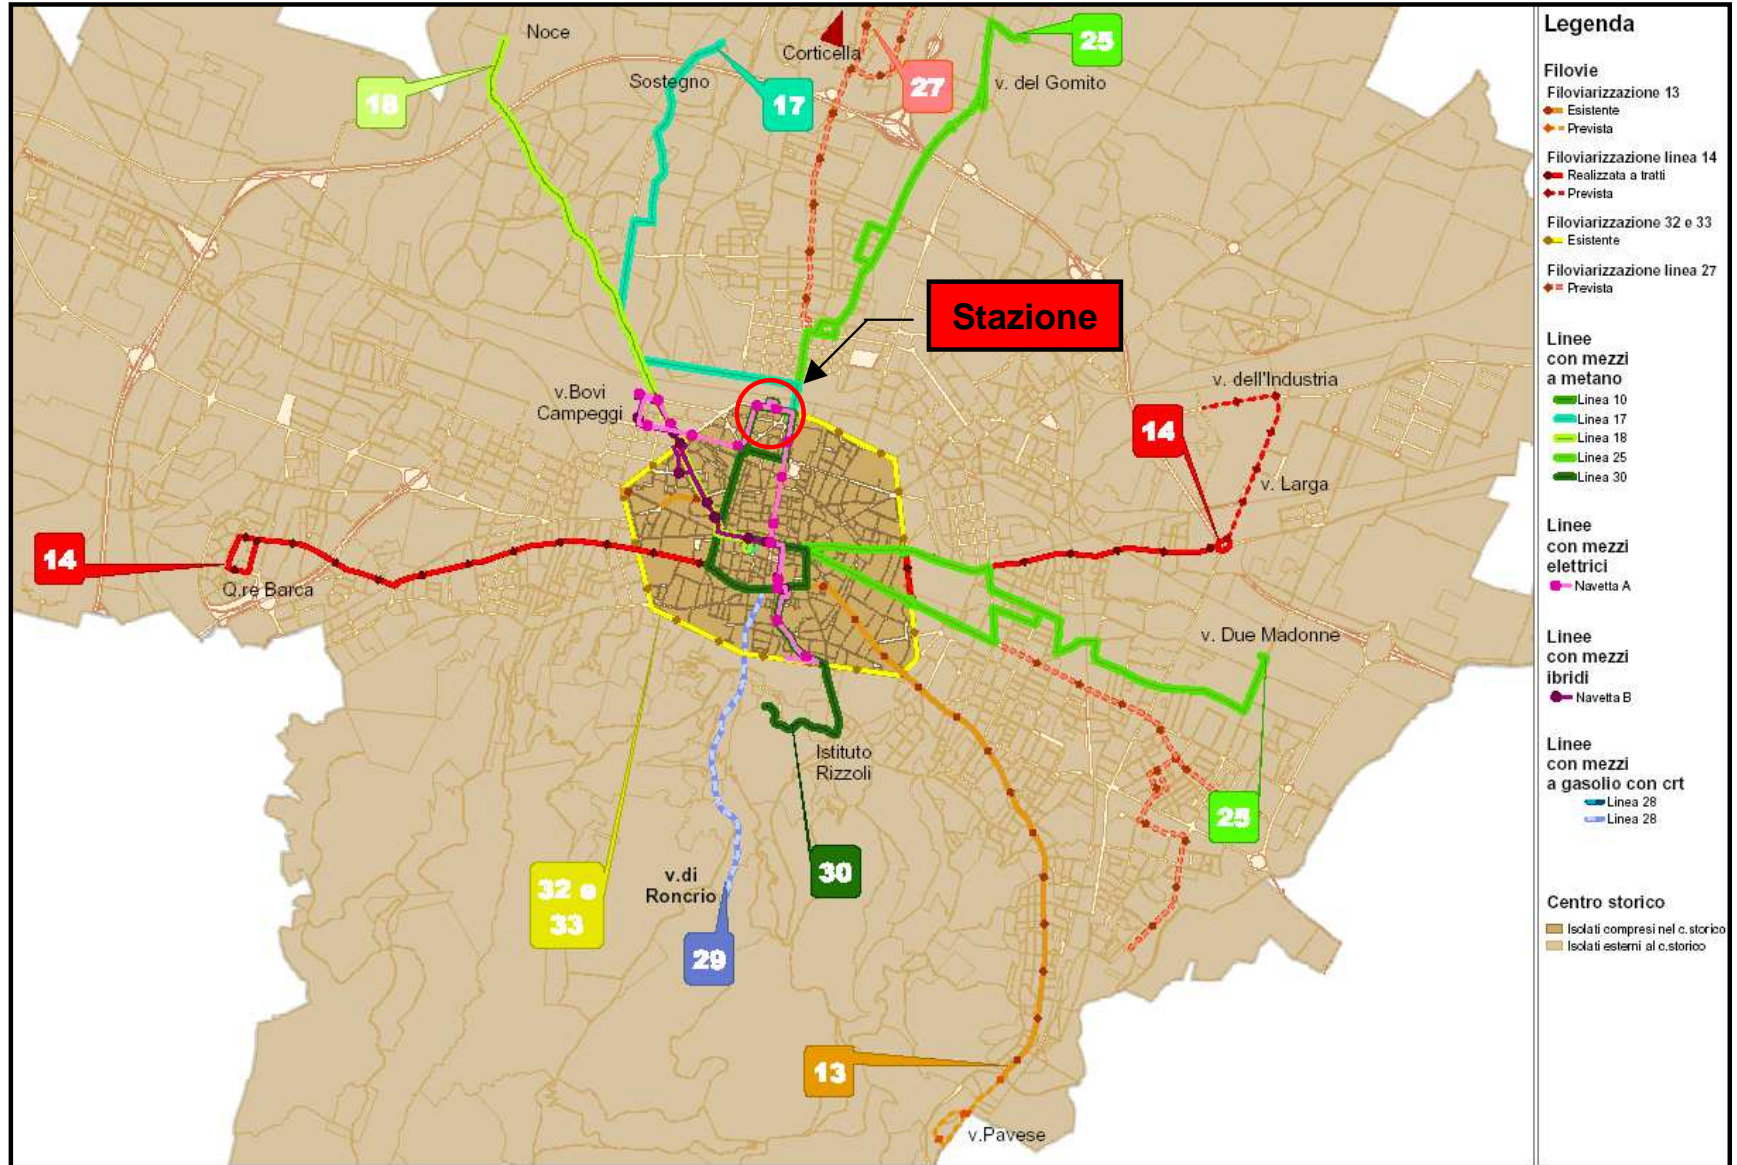 Noce
18
Sostegno
17
Corticella
27
25
v. del Gomito
Stazione
v.Bovi
Campeggi
v. dell'Industria
14
v. Larga
14
Q.re Barca
v. Due Madonne
Istituto
Rizzoli
25
32 e
33
v.di
Roncrio
30
29
13
v.Pavese
Legenda
Filovie
Filoviarizzazione 13
Esistente
Prevista
Filoviarizzazione linea 14
Realizzata a tratti
Prevista
Filoviarizzazione 32 e 33
Esistente
Filoviarizzazione linea 27
Prevista
Linee
con mezzi
a metano
Linea 10
Linea 17
Linea 18
Linea 25
Linea 30
Linee
con mezzi
elettrici
Navetta A
Linee
con mezzi
ibridi
Navetta B
Linee
con mezzi
a gasolio con crt
Linea 28
Linea 28
Centro storico
Isolati compresi nel c.storico
Isolati esterni al c.storico